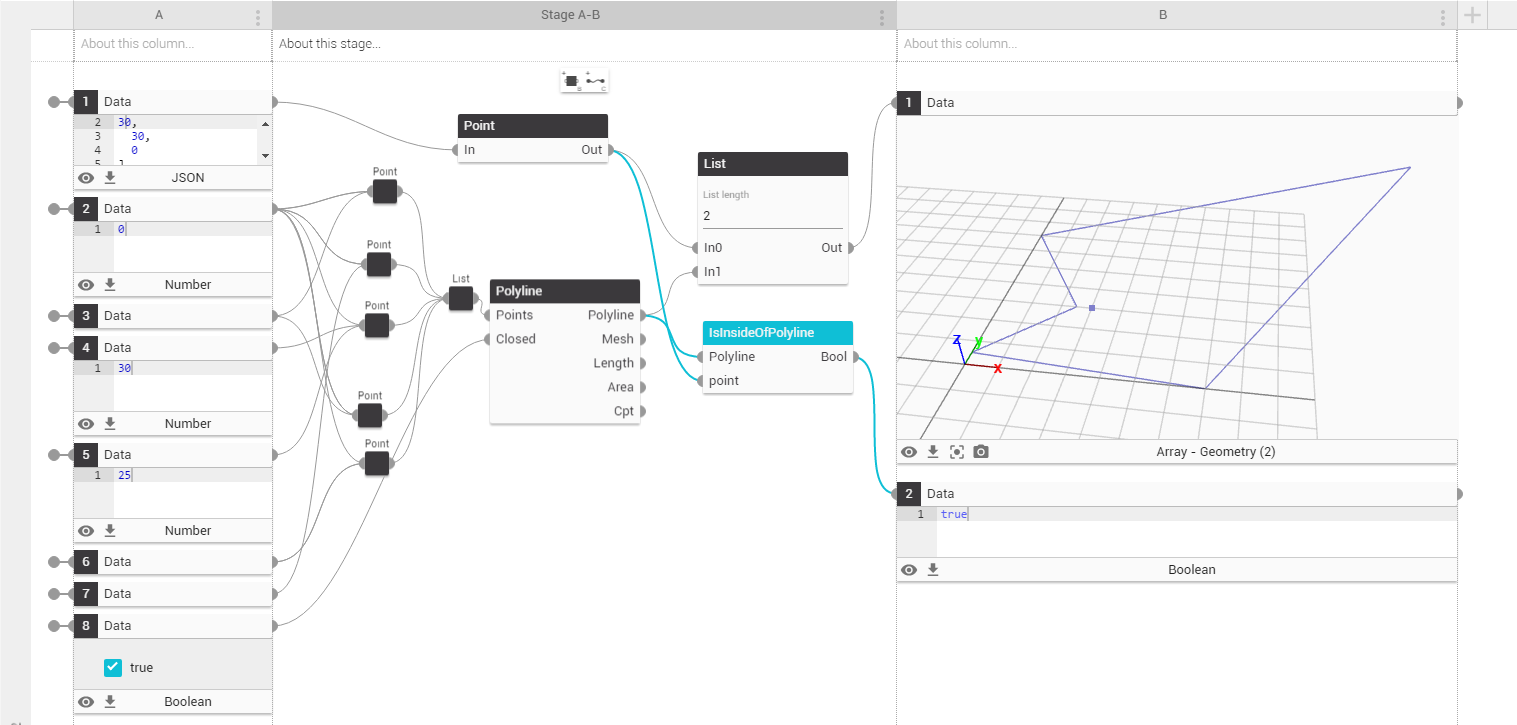 A
Stage A-B
B
About this column...
About this stage...
About this column...
1 Data
2 30,
3 30,
4 0
JSON
2 Data
1 0
Number
3 Data
4 Data
1 30
Number
5 Data
1 25
Number
6 Data
7 Data
8 Data
true
Boolean
B C
Point
In Out
Point
Point
Point
Point
Point
List
Polyline
Points Polyline
Closed Mesh
Length
Area
Cpt
List
List length
2
In0 Out
In1
IsInsideOfPolyline
Polyline Bool
point
1 Data
Z
y
X
Array - Geometry (2)
2 Data
1 true
Boolean